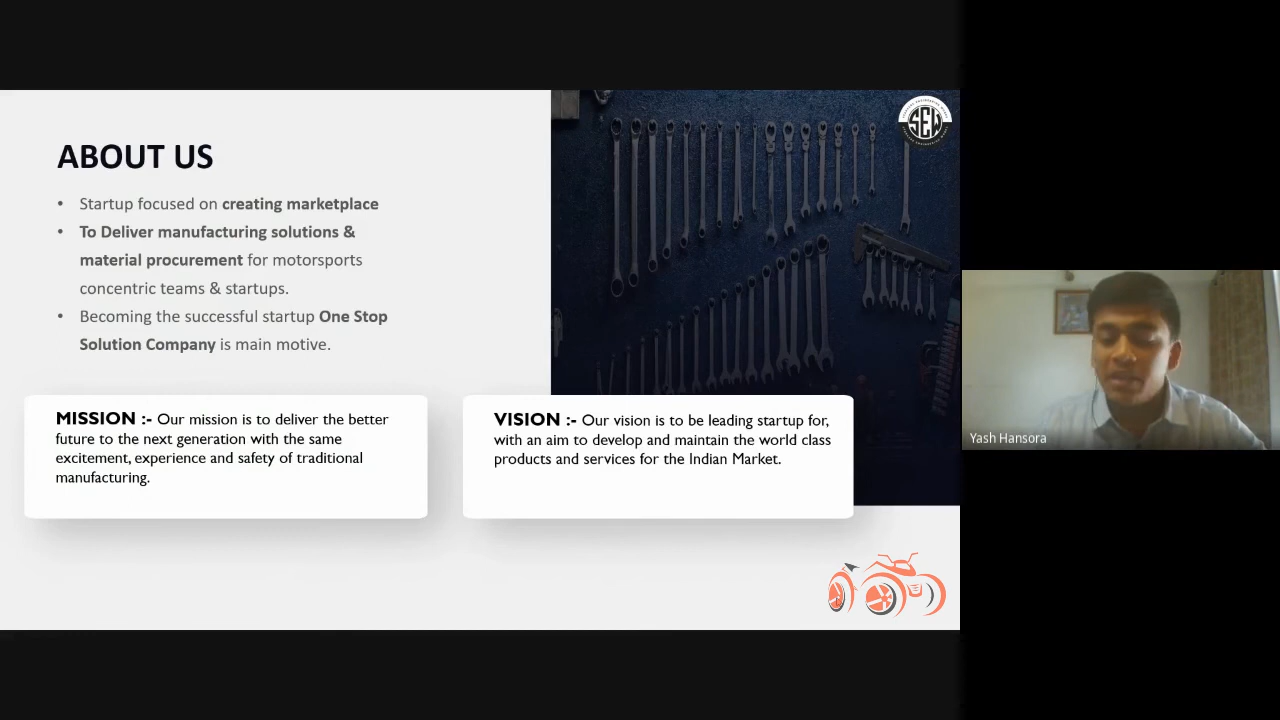 ABOUT US
• Startup focused on creating marketplace
• To Deliver manufacturing solutions &
material procurement for motorsports
concentric teams & startups.
• Becoming the successful startup One Stop
Solution Company is main motive.
MISSION :- Our mission is to deliver the better
future to the next generation with the same
excitement, experience and safety of traditional
manufacturing.
VISION :- Our vision is to be leading startup for,
with an aim to develop and maintain the world class
products and services for the Indian Market.
SEW
Yash Hansora